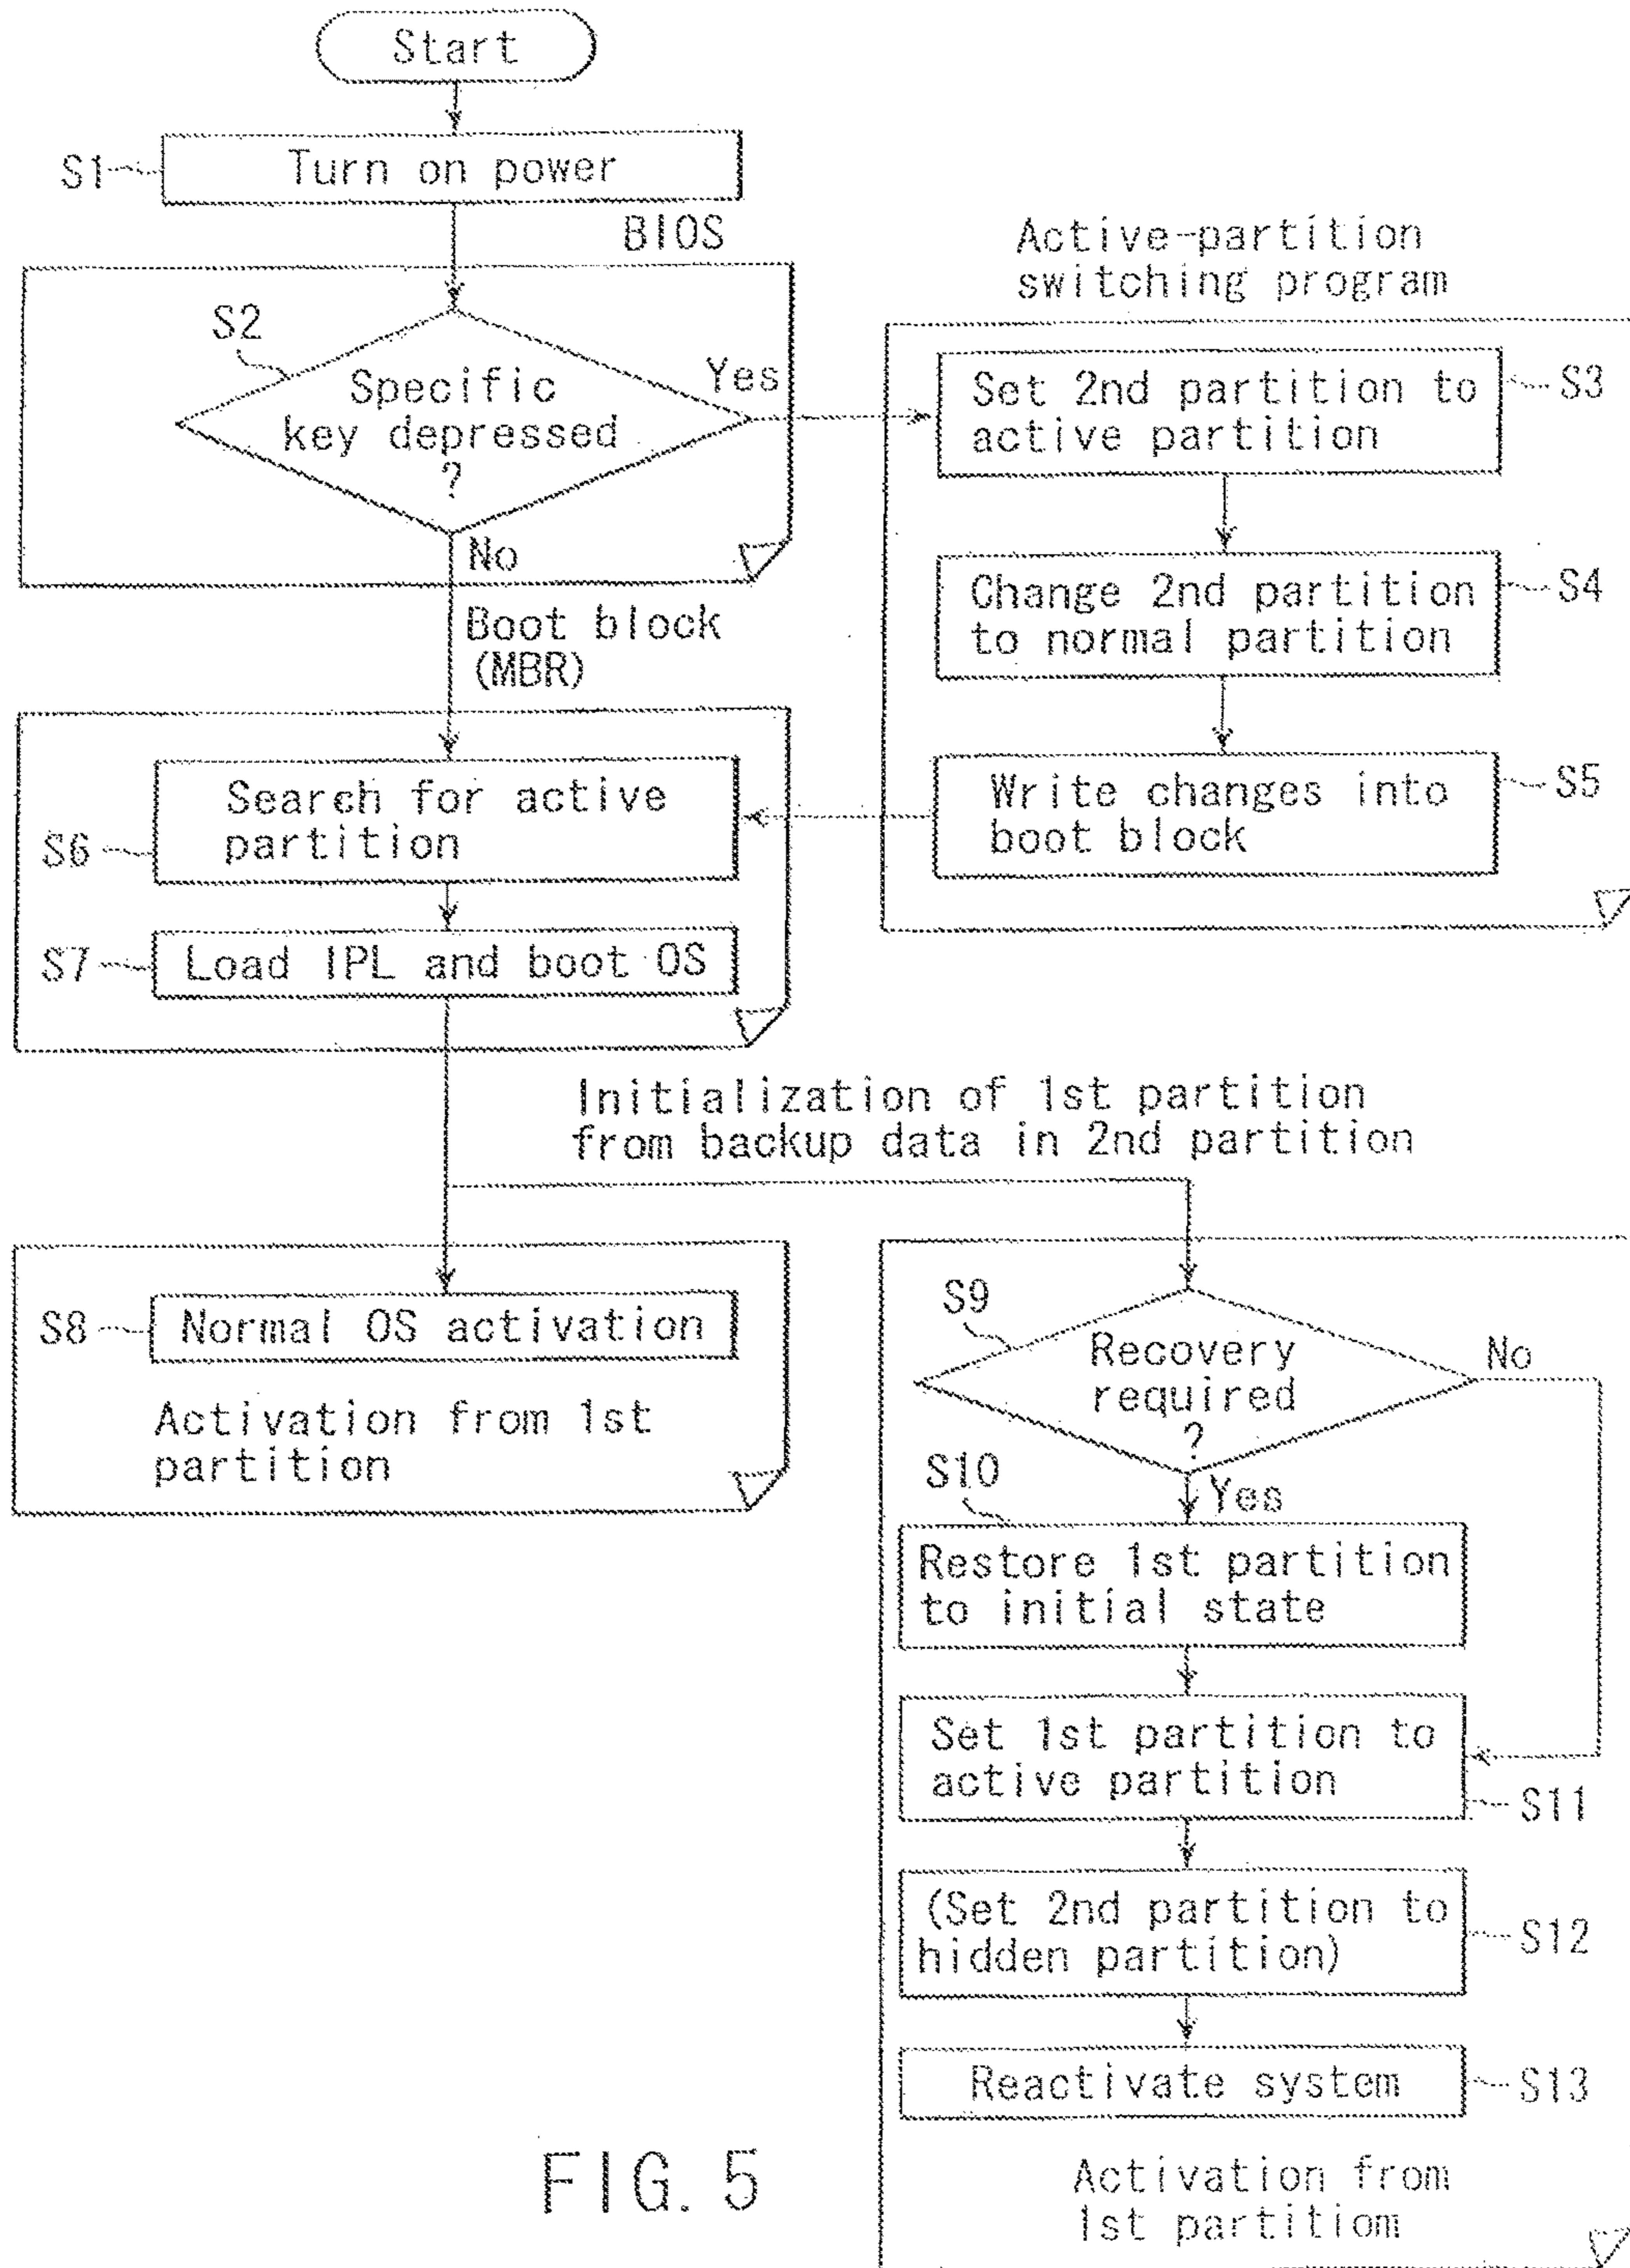 Start
S1
Turn on power
BIOS
S2
Specific
key depressed
?
Yes
No
Active-partition
switching program
Set 2nd partition to
active partition
S3
Change 2nd partition
to normal partition
S4
Write changes into
boot block
S5
Boot block
(MBR)
Search for active
partition
S6
S7
Load IPL and boot OS
Initialization of 1st partition
from backup data in 2nd partition
S8
Normal OS activation
Activation from 1st
partition
S9
Recovery
required
?
No
Yes
S10
Restore 1st partition
to initial state
Set 1st partition to
active partition
S11
(Set 2nd partition to
hidden partition)
S12
Reactivate system
S13
Activation from
1st partitiom
FIG. 5